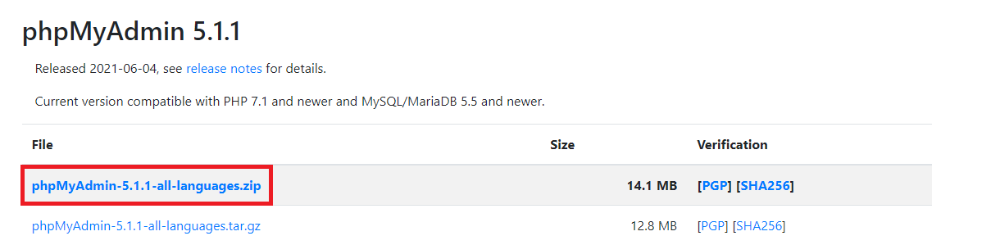 phpMyAdmin 5.1.1
Released 2021-06-04, see release notes for details.
Current version compatible with PHP 7.1 and newer and MySQL/MariaDB 5.5 and newer.
File Size Verification
phpMyAdmin-5.1.1-all-languages.zip 14.1 MB [PGP] [SHA256]
phpMyAdmin-5.1.1-all-languages.tar.gz 12.8 MB [PGP] [SHA256]